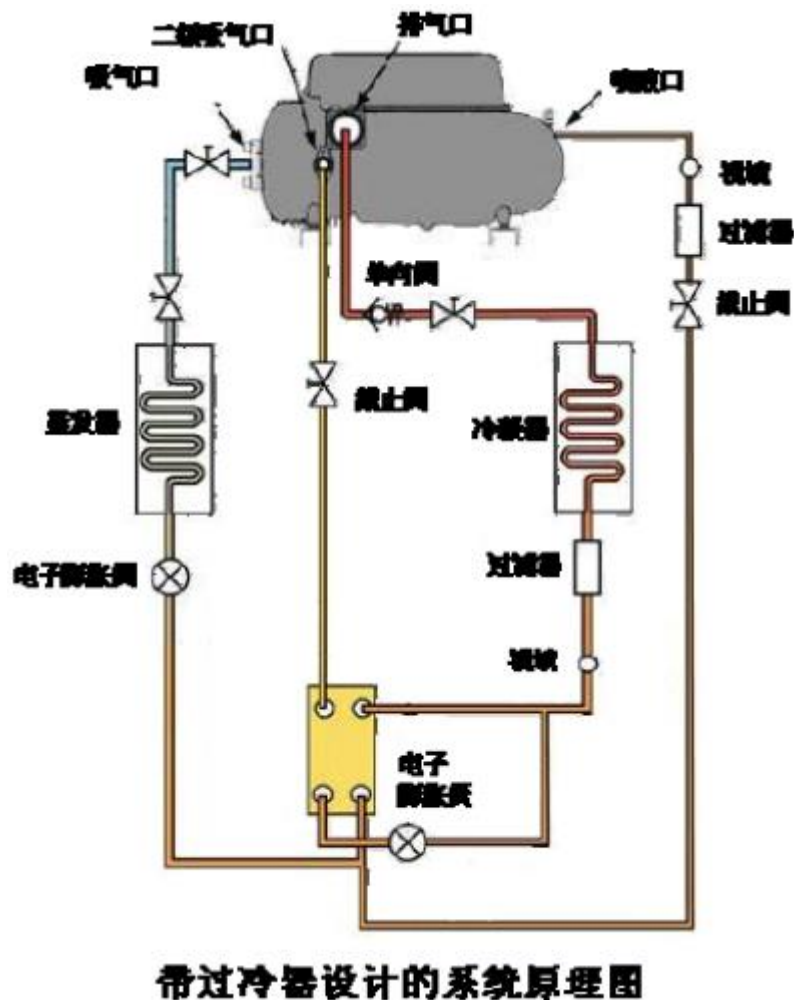 二级吸气口
排气口
吸气口
喷液口
视镜
过滤器
单向阀
截止阀
截止阀
蒸发器
冷凝器
电子膨胀阀
过滤器
视镜
电子
膨胀阀
带过冷器设计的系统原理图